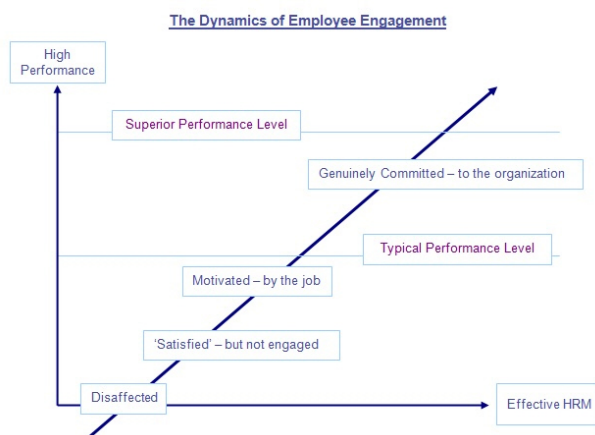 The Dynamics of Employee Engagement
High
Performance
Superior Performance Level
Genuinely Committed – to the organization
Typical Performance Level
Motivated – by the job
‘Satisfied’ – but not engaged
Disaffected
Effective HRM